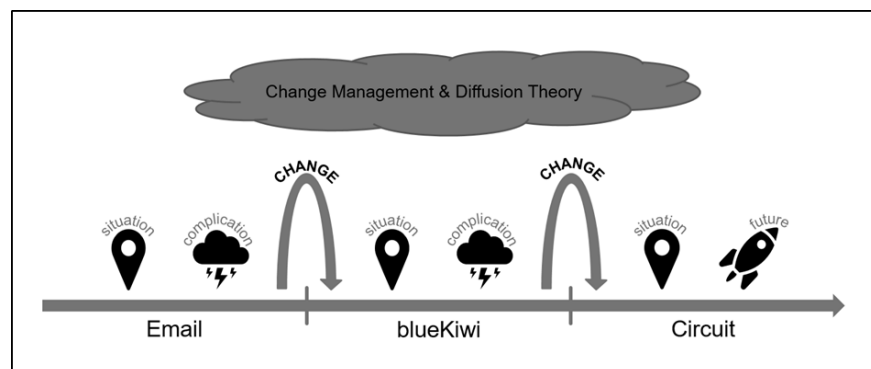 Change Management & Diffusion Theory
CHANGE
CHANGE
situation
complication
situation
complication
situation
future
Email
blueKiwi
Circuit